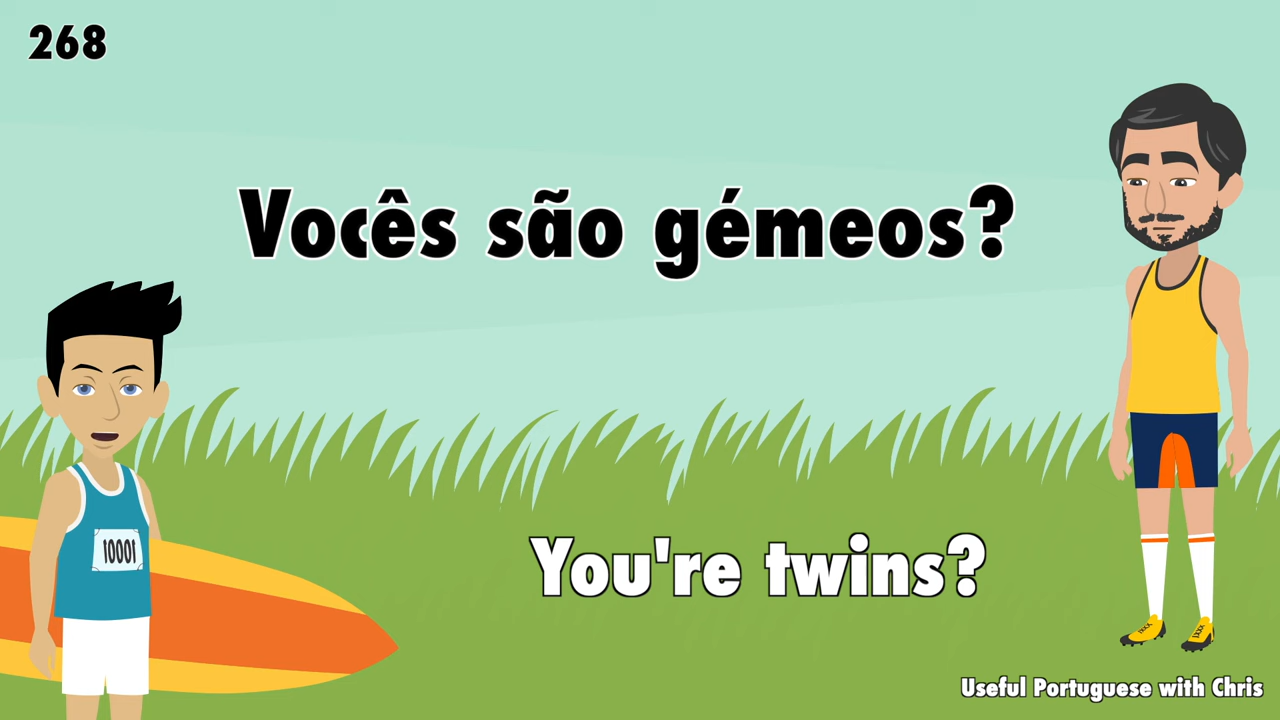 268
Vocês são gémeos?
10001
You're twins?
Useful Portuguese with Chris